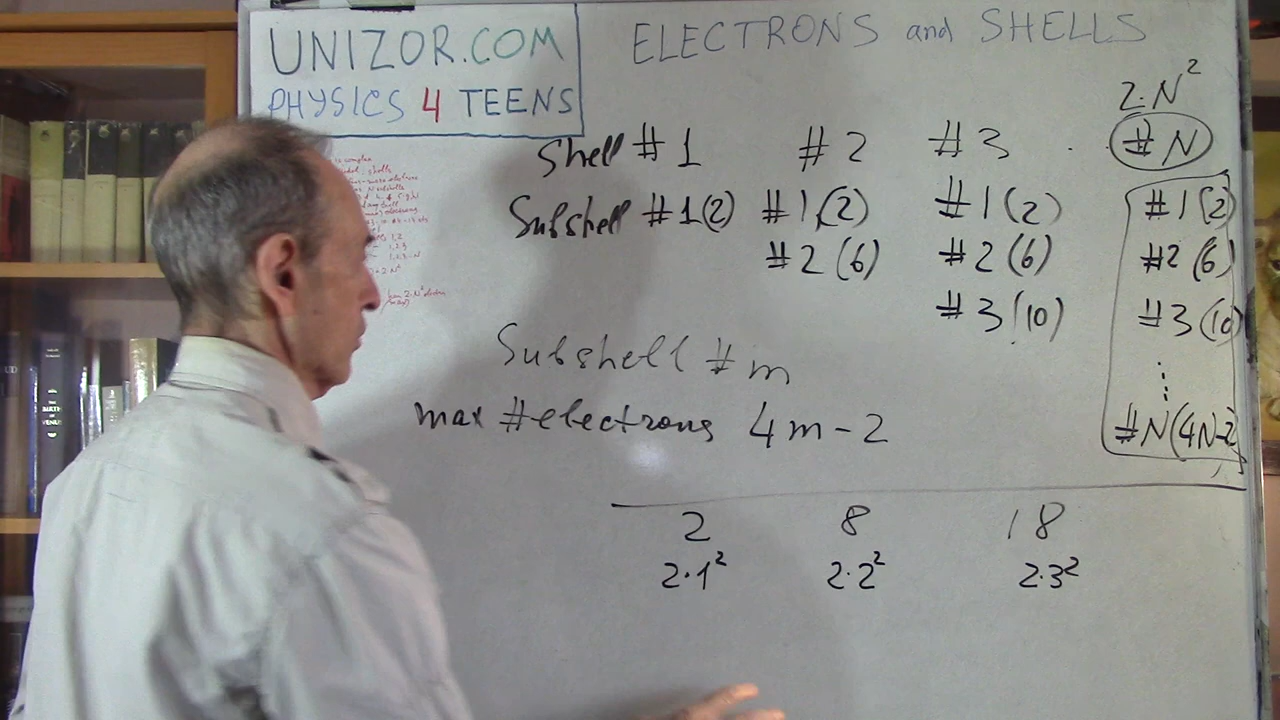 UNIZOR.COM
PHYSICS 4 TEENS
ELECTRONS and SHELLS
2·N²
Shell #1 #2 #3 . . #N
Subshell #1(2) #1(2) #1(2) #1(2)
#2(6) #2(6) #2(6)
#3(10) #3(10)
Subshell #m
max #electrons 4m-2 #N(4N-2)
2 8 18
2·1² 2·2² 2·3²